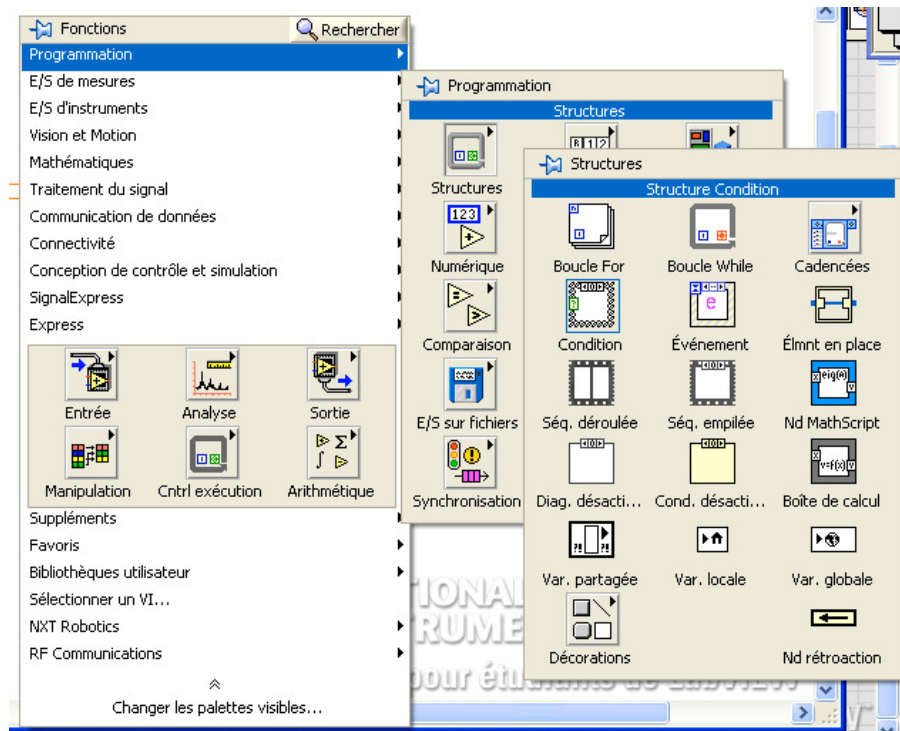 Fonctions
Rechercher
Programmation
E/S de mesures
E/S d'instruments
Vision et Motion
Mathématiques
Traitement du signal
Communication de données
Connectivité
Conception de contrôle et simulation
SignalExpress
Express
Entrée Analyse Sortie
Manipulation Cntrl exécution Arithmétique
Suppléments
Favoris
Bibliothèques utilisateur
Sélectionner un VI...
NXT Robotics
RF Communications
Changer les palettes visibles...
Programmation
Structures
Structures
Numérique
Comparaison
E/S sur fichiers
Synchronisation
Structures
Structure Condition
Boucle For Boucle While Cadencées
Condition Événement Élmnt en place
Séq. déroulée Séq. empilée Nd MathScript
Diag. désacti... Cond. désacti... Boîte de calcul
Var. partagée Var. locale Var. globale
Décorations Nd rétroaction